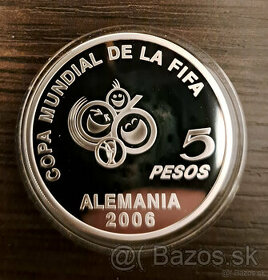 COPA MUNDIAL DE LA FIFA
5
PESOS
ALEMANIA
2006
@( Bazos.sk